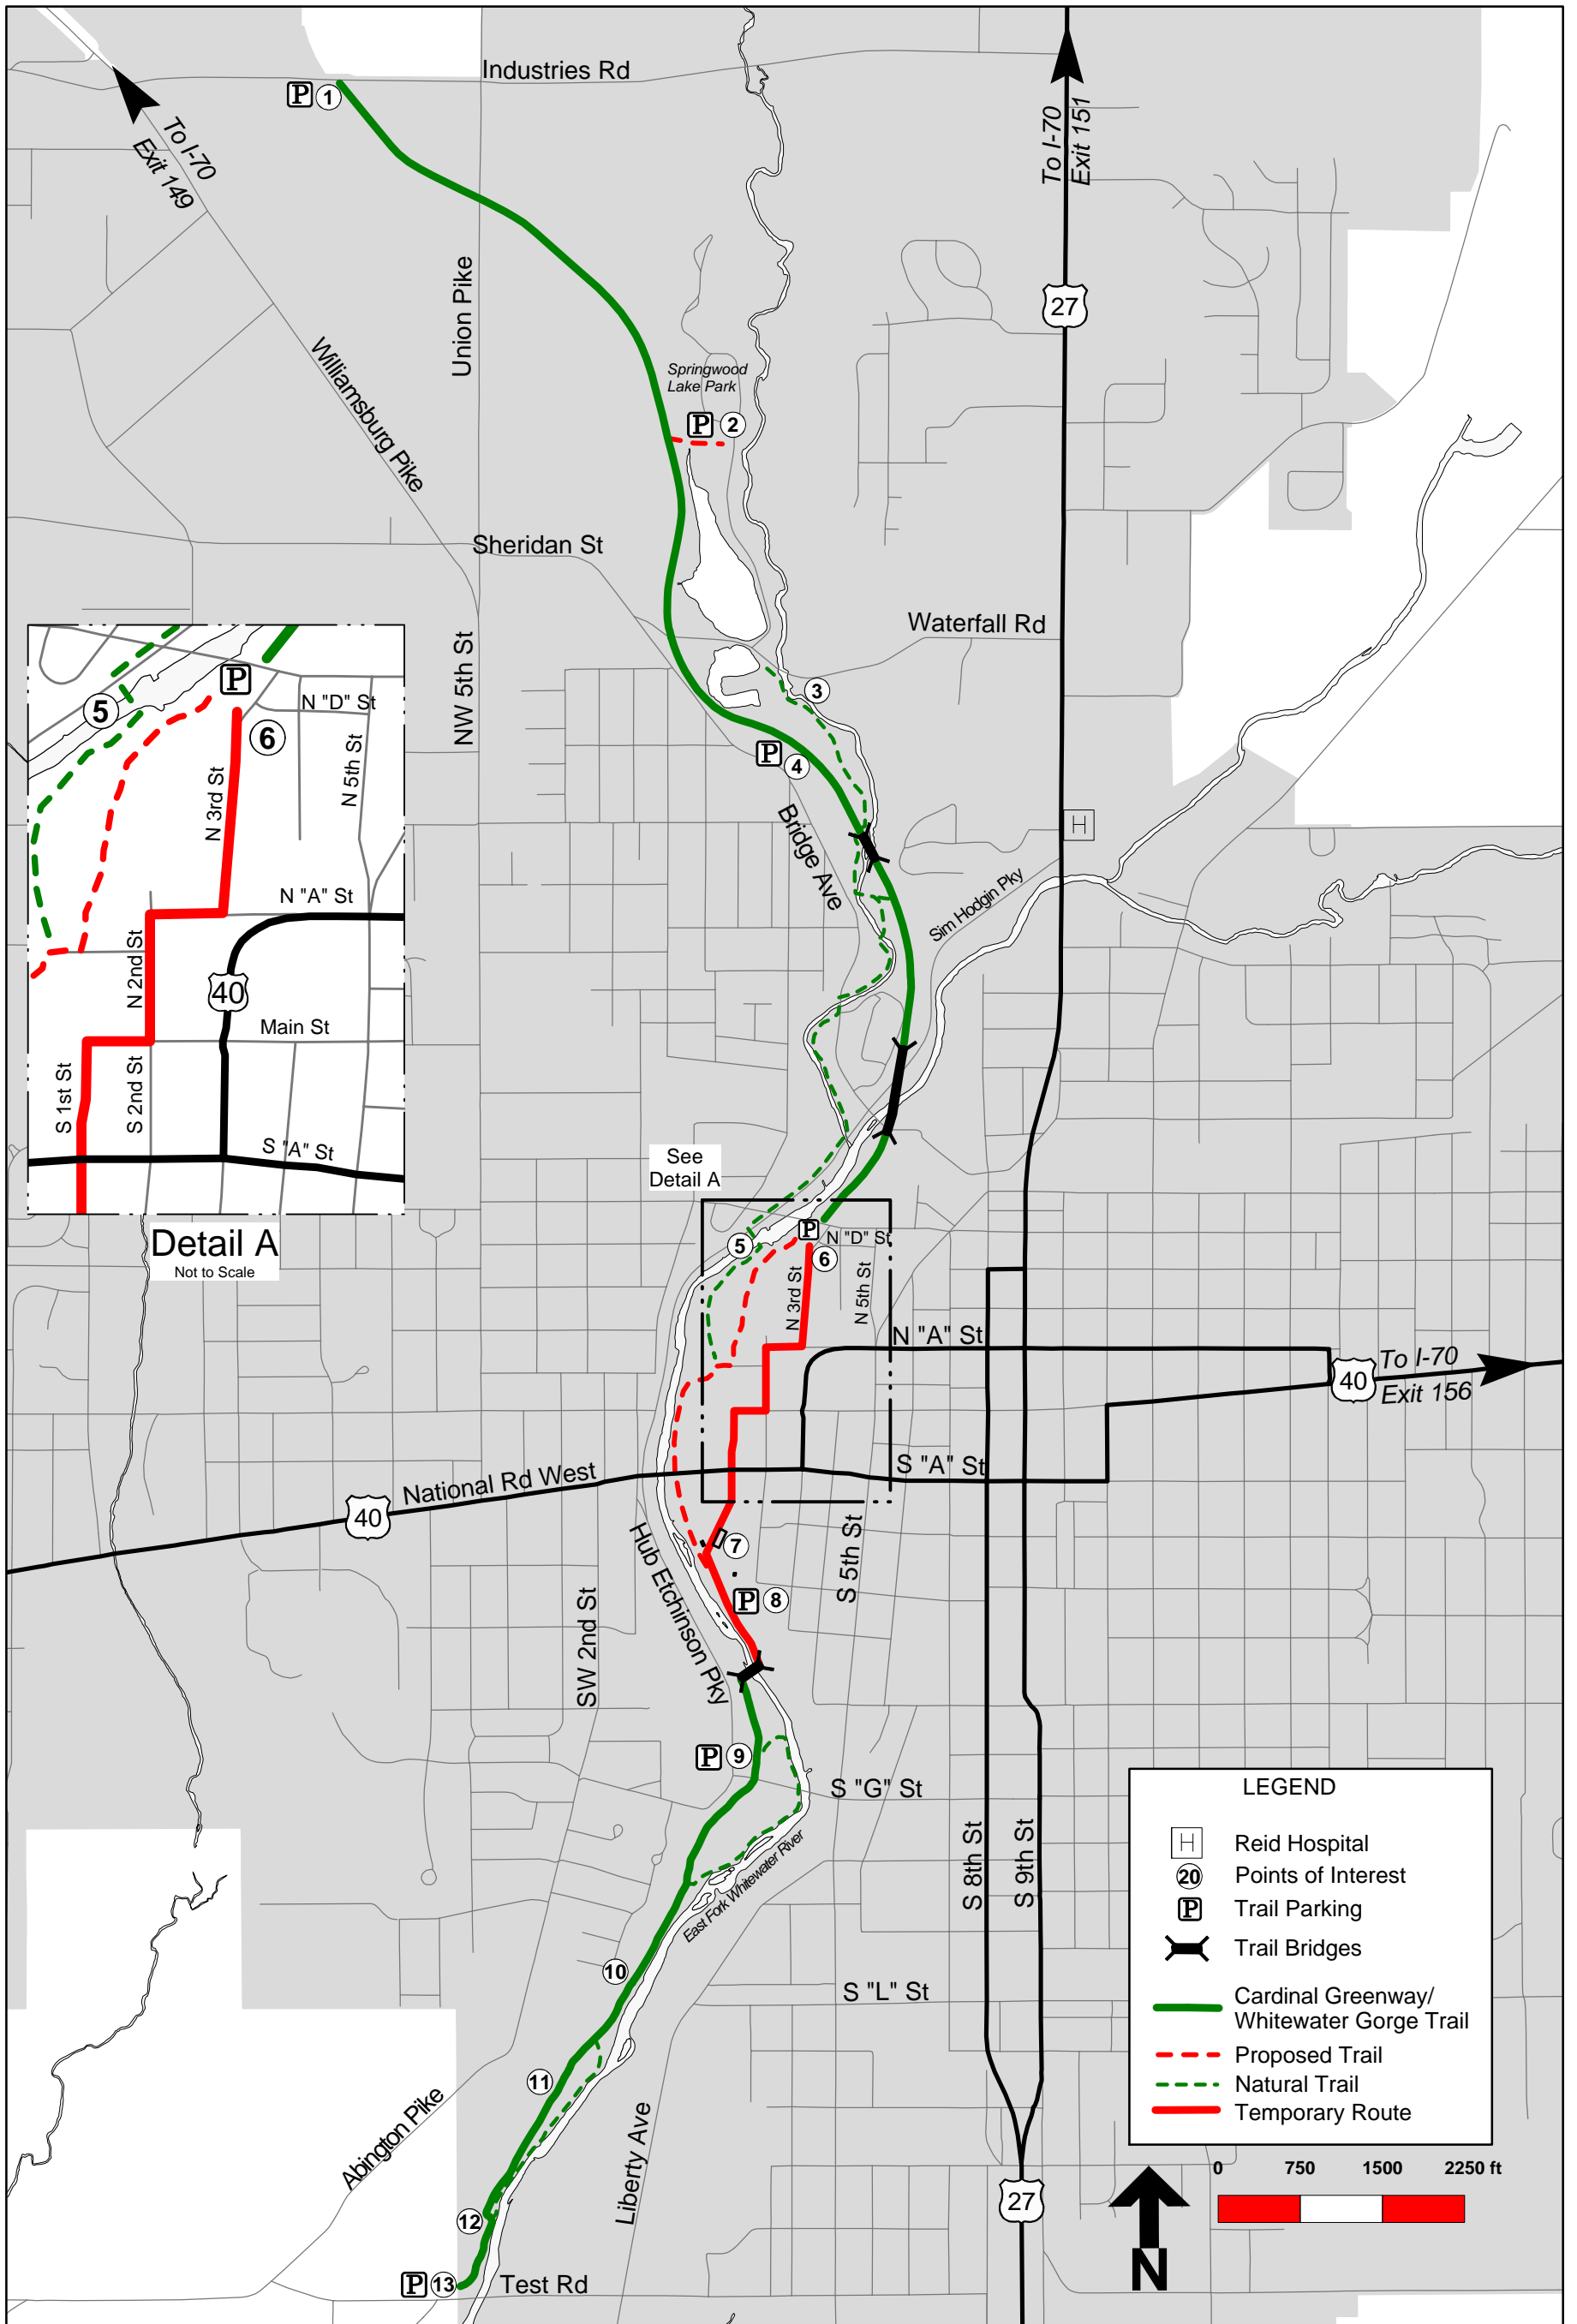 Industries Rd
P 1
To I-70
Exit 149
To I-70
Exit 151
Union Pike
27
Williamsburg Pike
Springwood
Lake Park
P 2
Sheridan St
Waterfall Rd
NW 5th St
3
P 4
H
Bridge Ave
Sim Hodgin Pky
P
5
6
N "D" St
N 3rd St
N 5th St
N "A" St
N 2nd St
40
Main St
S 1st St
S 2nd St
S "A" St
Detail A
Not to Scale
See
Detail A
P
5
6
N "D" St
N 3rd St
N 5th St
N "A" St
To I-70
40
Exit 156
S "A" St
National Rd West
40
7
Hub Etchinson Pky
S 5th St
P 8
SW 2nd St
P 9
S "G" St
East Fork Whitewater River
S 8th St
S 9th St
10
S "L" St
11
Abington Pike
Liberty Ave
12
27
P 13
Test Rd
LEGEND
H Reid Hospital
20 Points of Interest
P Trail Parking
Trail Bridges
Cardinal Greenway/
Whitewater Gorge Trail
Proposed Trail
Natural Trail
Temporary Route
0 750 1500 2250 ft
N